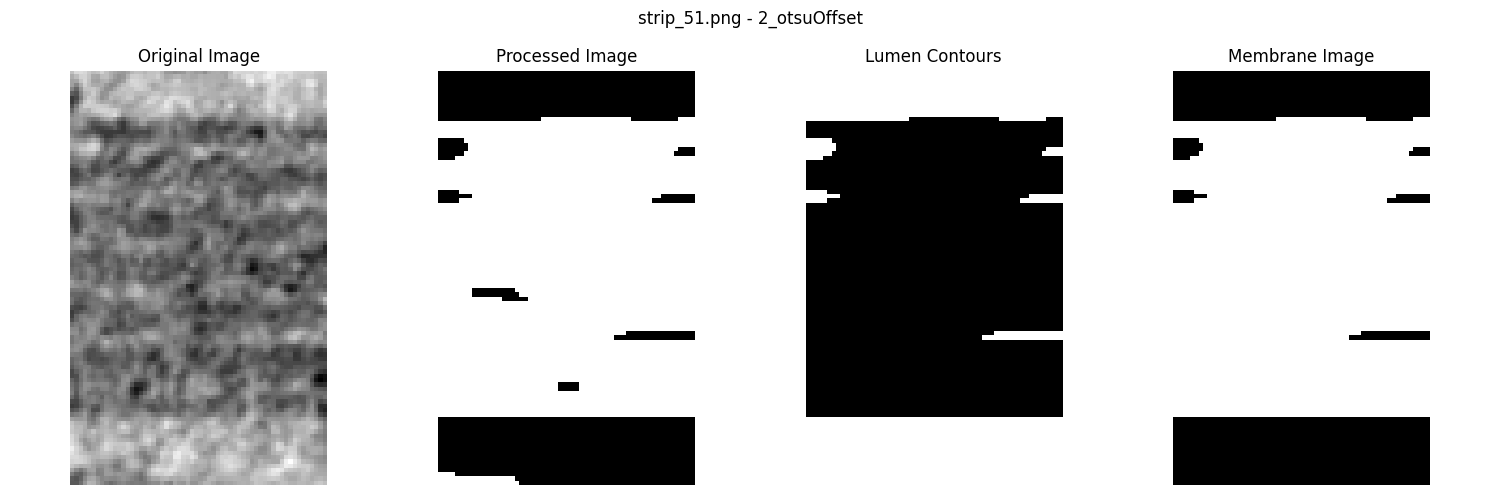 strip_51.png - 2_otsuOffset
Original Image
Processed Image
Lumen Contours
Membrane Image